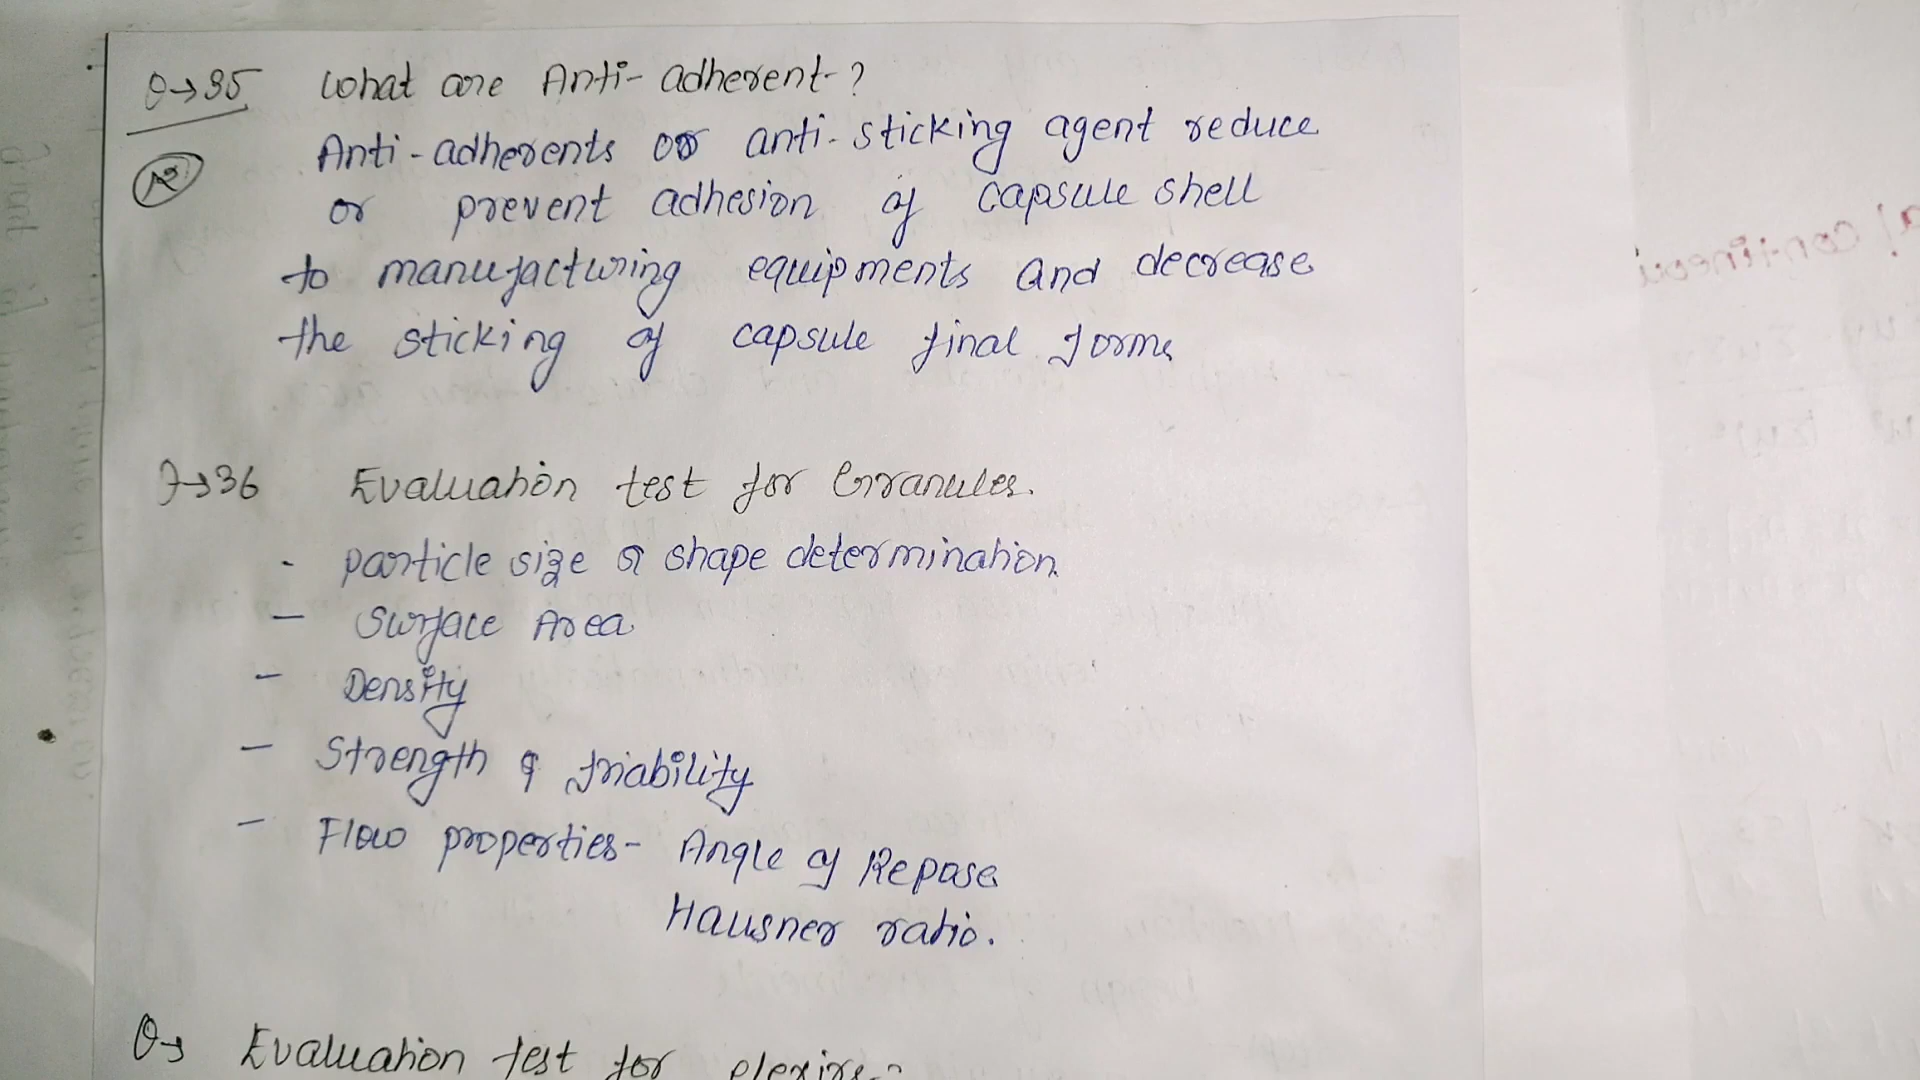 Q→35 What are Anti-adherent-?
Anti-adherents or anti-sticking agent reduce
or prevent adhesion of capsule shell
to manufacturing equipments and decrease
the sticking of capsule final forms
Q→36 Evaluation test for Granules.
- particle size & shape determination.
- Surface Area
- Density
- Strength & friability
- Flow properties- Angle of Repose
Hausner ratio.
Q→ Evaluation test for elexirs?